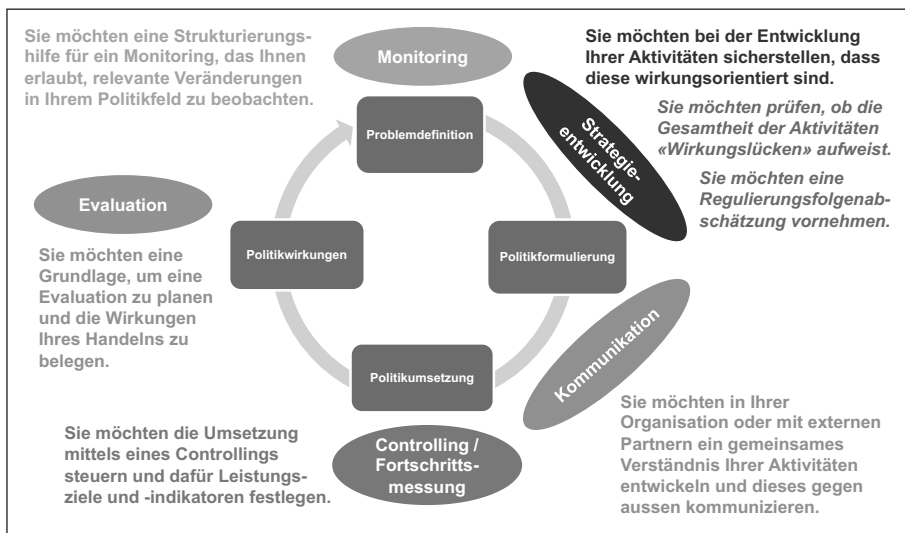 Sie möchten eine Strukturierungs-
hilfe für ein Monitoring, das Ihnen
erlaubt, relevante Veränderungen
in Ihrem Politikfeld zu beobachten.
Monitoring
Sie möchten bei der Entwicklung
Ihrer Aktivitäten sicherstellen, dass
diese wirkungsorientiert sind.
Sie möchten prüfen, ob die
Gesamtheit der Aktivitäten
«Wirkungslücken» aufweist.
Sie möchten eine
Regulierungsfolgenab-
schätzung vornehmen.
Strategie-
entwicklung
Problemdefinition
Evaluation
Politikwirkungen
Politikformulierung
Sie möchten eine
Grundlage, um eine
Evaluation zu planen
und die Wirkungen
Ihres Handelns zu
belegen.
Kommunikation
Politikumsetzung
Sie möchten in Ihrer
Organisation oder mit externen
Partnern ein gemeinsames
Verständnis Ihrer Aktivitäten
entwickeln und dieses gegen
aussen kommunizieren.
Sie möchten die Umsetzung
mittels eines Controllings
steuern und dafür Leistungs-
ziele und -indikatoren festlegen.
Controlling /
Fortschritts-
messung